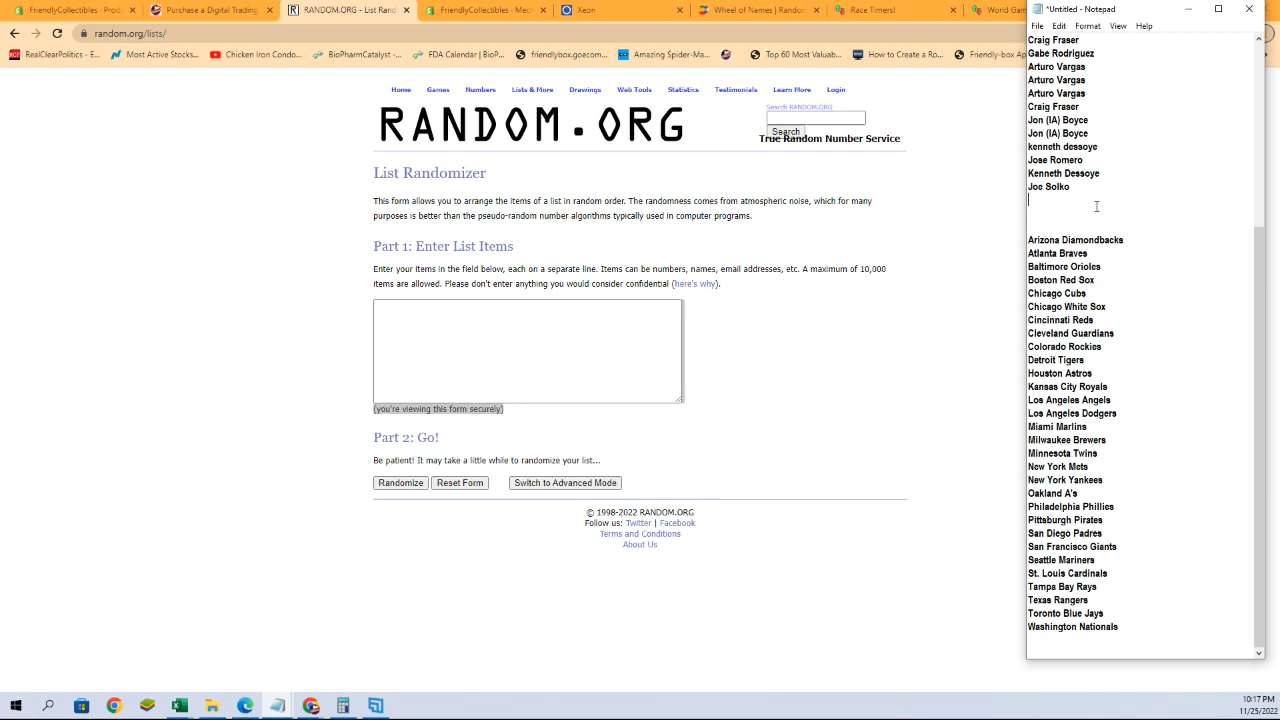 FriendlyCollectibles · Prod
Purchase a Digital Trading
RANDOM.ORG - List Rand
FriendlyCollectibles · Mec
Xeon
Wheel of Names | Random
Race Timers!
World Gam
random.org/lists/
RealClearPolitics - E...
Most Active Stocks...
Chicken Iron Condo...
BiopharmCatalyst -...
FDA Calendar | BioP...
friendlybox.geomeat...
Amazing Spider-Ma...
Top 60 Most Valuab...
How to Create a Ro...
Friendly-box Ap
Home Games Numbers Lists & More Drawings Web Tools Statistics Testimonials Learn More Login
RANDOM.ORG
Search RANDOM.ORG
Search
True Random Number Service
List Randomizer
This form allows you to arrange the items of a list in random order. The randomness comes from atmospheric noise, which for many
purposes is better than the pseudo-random number algorithms typically used in computer programs.
Part 1: Enter List Items
Enter your items in the field below, each on a separate line. Items can be numbers, names, email addresses, etc. A maximum of 10,000
items are allowed. Please don't enter anything you would consider confidential (here's why).
(you're viewing this form securely)
Part 2: Go!
Be patient! It may take a little while to randomize your list...
Randomize Reset Form Switch to Advanced Mode
© 1998-2022 RANDOM.ORG
Follow us: Twitter | Facebook
Terms and Conditions
About Us
*Untitled - Notepad
File Edit Format View Help
Craig Fraser
Gabe Rodriguez
Arturo Vargas
Arturo Vargas
Arturo Vargas
Craig Fraser
Jon (IA) Boyce
Jon (IA) Boyce
kenneth dessoye
Jose Romero
Kenneth Dessoye
Joe Solko
Arizona Diamondbacks
Atlanta Braves
Baltimore Orioles
Boston Red Sox
Chicago Cubs
Chicago White Sox
Cincinnati Reds
Cleveland Guardians
Colorado Rockies
Detroit Tigers
Houston Astros
Kansas City Royals
Los Angeles Angels
Los Angeles Dodgers
Miami Marlins
Milwaukee Brewers
Minnesota Twins
New York Mets
New York Yankees
Oakland A's
Philadelphia Phillies
Pittsburgh Pirates
San Diego Padres
San Francisco Giants
Seattle Mariners
St. Louis Cardinals
Tampa Bay Rays
Texas Rangers
Toronto Blue Jays
Washington Nationals
10:17 PM
11/25/2022